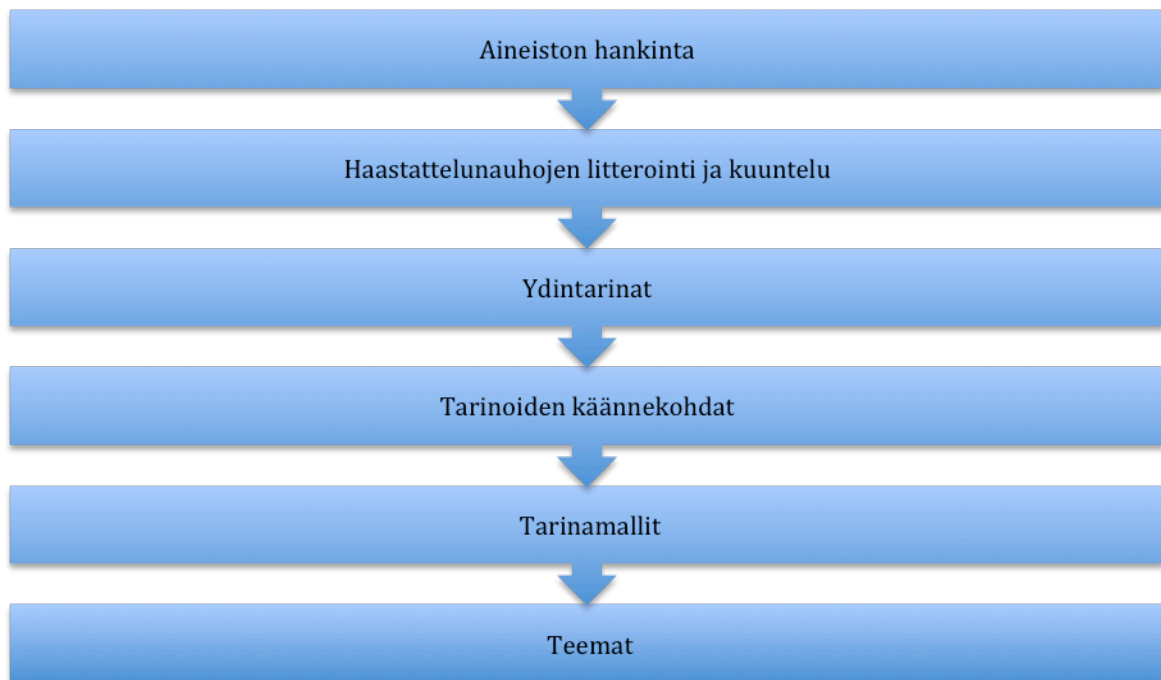 Aineiston hankinta
Haastattelunauhojen litterointi ja kuuntelu
Ydintarinat
Tarinoiden käännekohdat
Tarinamallit
Teemat